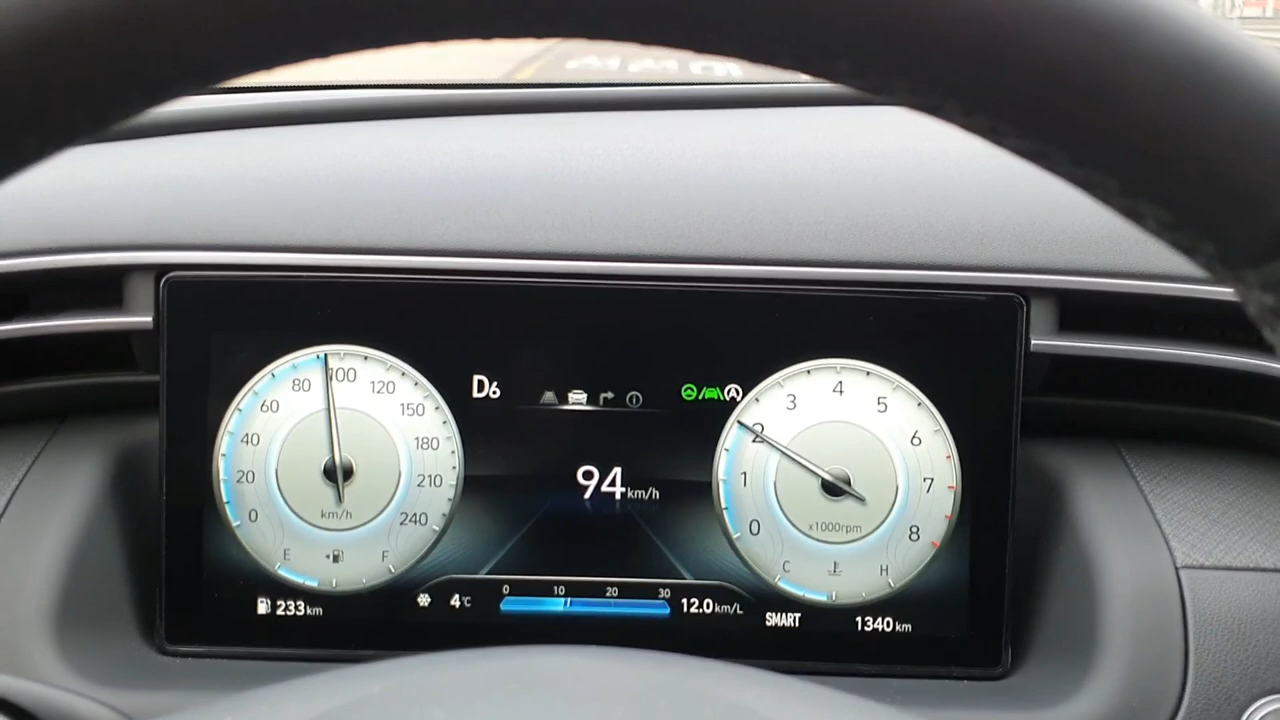 D6
94 km/h
0 20 40 60 80 100 120 150 180 210 240
km/h
E F
233 km
4°C
0 10 20 30
12.0 km/L
0 1 2 3 4 5 6 7 8
x1000rpm
C H
SMART
1340 km